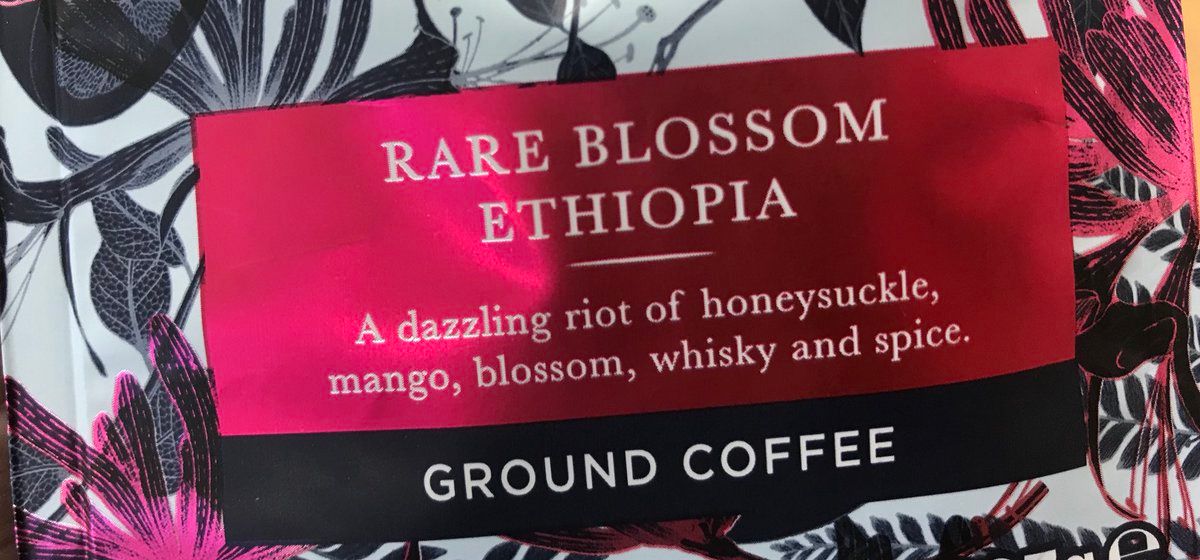 RARE BLOSSOM
ETHIOPIA
A dazzling riot of honeysuckle,
mango, blossom, whisky and spice.
GROUND COFFEE